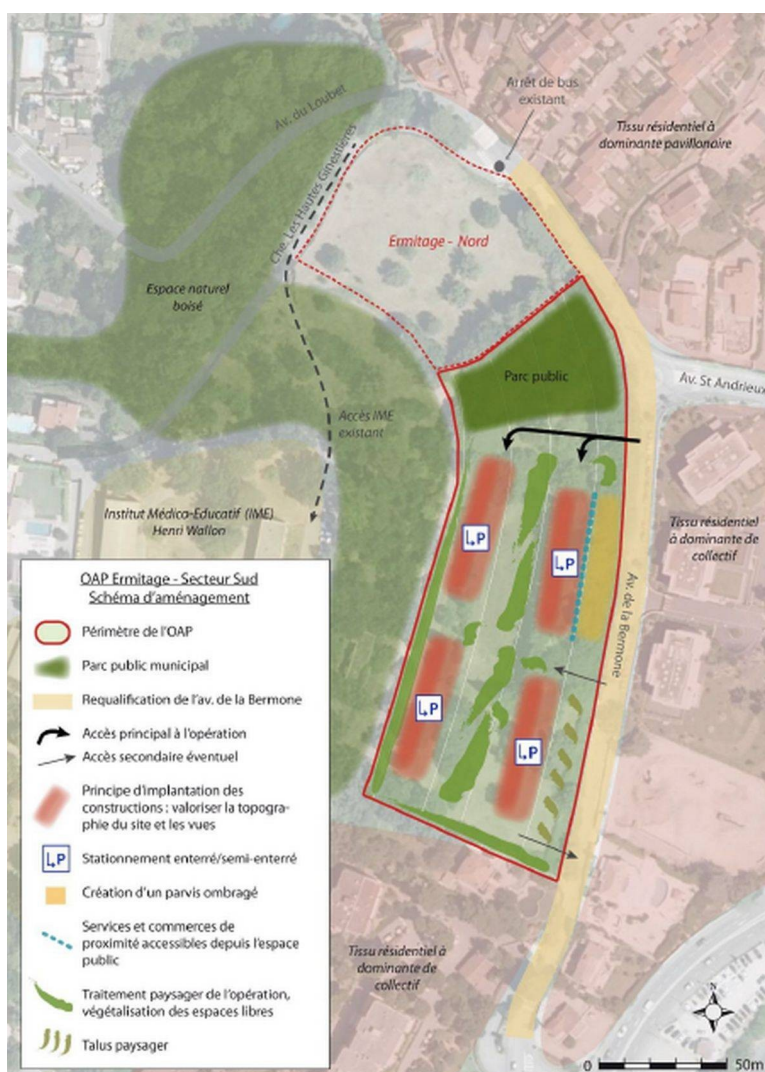 Arrêt de bus
existant
Av. du Loubet
Tissu résidentiel à
dominante pavillonaire
Che. Les Hautes Ginestières
Ermitage - Nord
Espace naturel
boisé
Parc public
Av. St Andrieux
Accès IME
existant
Institut Médico-Educatif (IME)
Henri Wallon
Tissu résidentiel
à dominante de
collectif
P
P
Av. de la Bermone
P
P
OAP Ermitage - Secteur Sud
Schéma d'aménagement
Périmètre de l'OAP
Parc public municipal
Requalification de l'av. de la Bermone
Accès principal à l'opération
Accès secondaire éventuel
Principe d'implantation des
constructions : valoriser la topogra-
phie du site et les vues
P
Stationnement enterré/semi-enterré
Création d'un parvis ombragé
Services et commerces de
proximité accessibles depuis l'espace
public
Traitement paysager de l'opération,
végétalisation des espaces libres
Talus paysager
Tissu résidentiel à
dominante de
collectif
N
0 50m